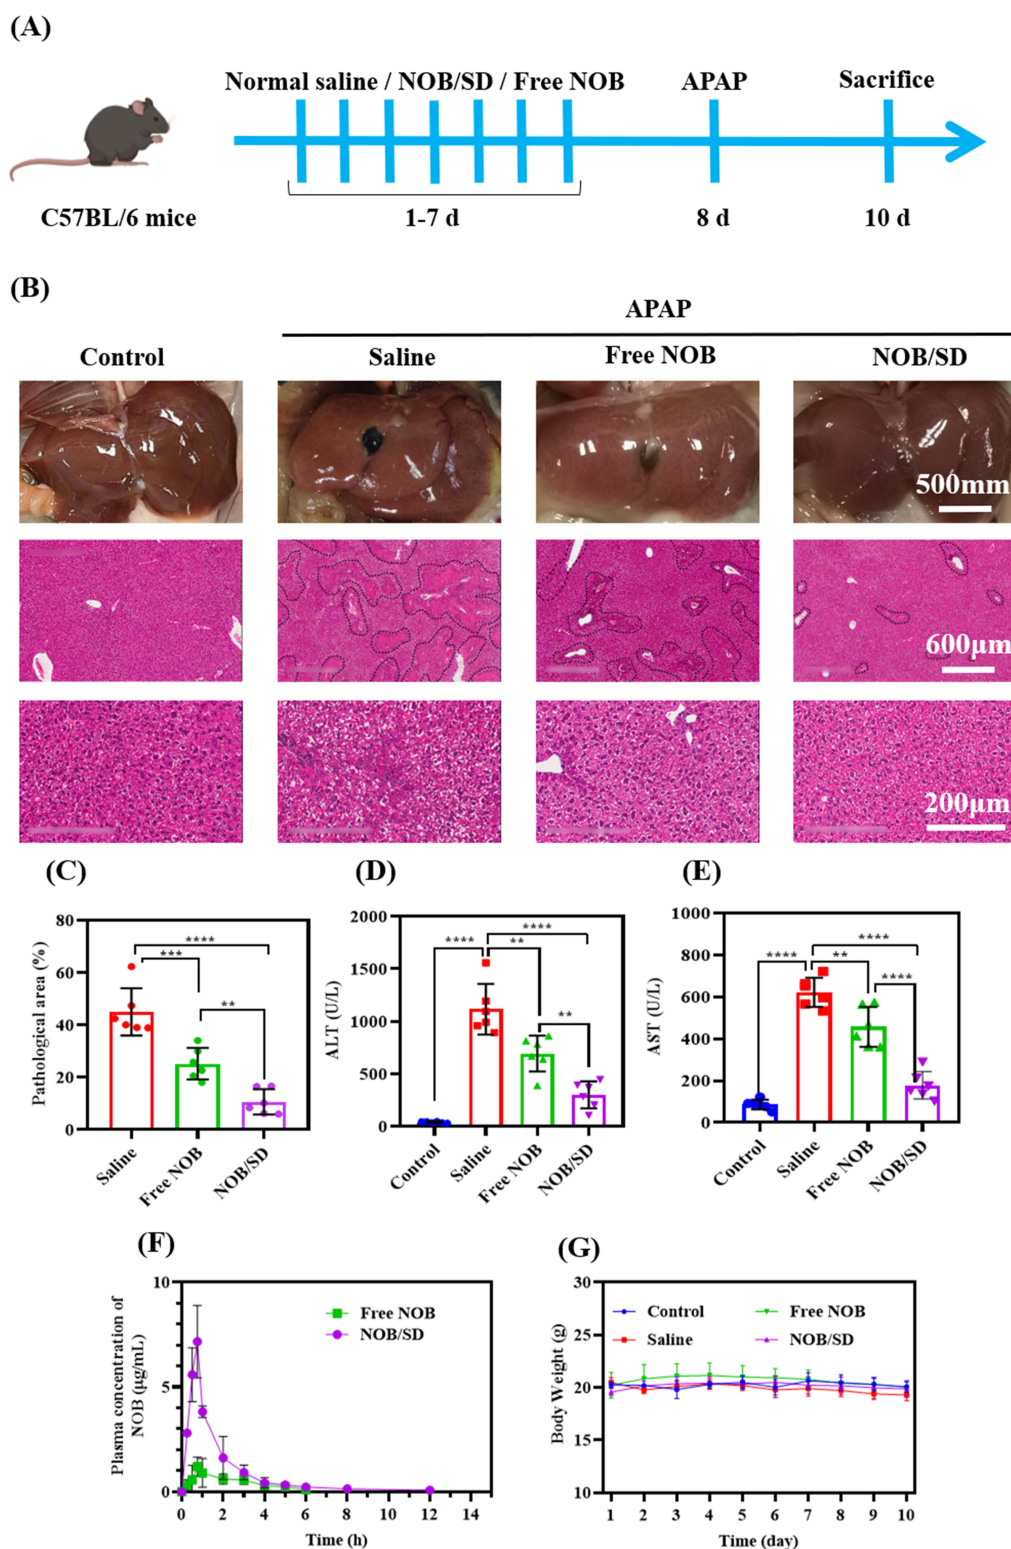 (A)
Normal saline / NOB/SD / Free NOB APAP Sacrifice
C57BL/6 mice 1-7 d 8 d 10 d
(B)
APAP
Control Saline Free NOB NOB/SD
500mm
600µm
200µm
(C) (D) (E)
Pathological area (%)
80
60
40
20
0
**** 
***
**
Saline Free NOB NOB/SD
ALT (U/L)
2000
1500
1000
500
0
****
**** 
**
**
Control Saline Free NOB NOB/SD
AST (U/L)
1000
800
600
400
200
0
****
****
**
****
Control Saline Free NOB NOB/SD
(F) (G)
Plasma concentration of
NOB (µg/mL)
10
5
0
Free NOB
NOB/SD
0 2 4 6 8 10 12 14
Time (h)
Body Weight (g)
30
25
20
15
10
Control Free NOB
Saline NOB/SD
1 2 3 4 5 6 7 8 9 10
Time (day)